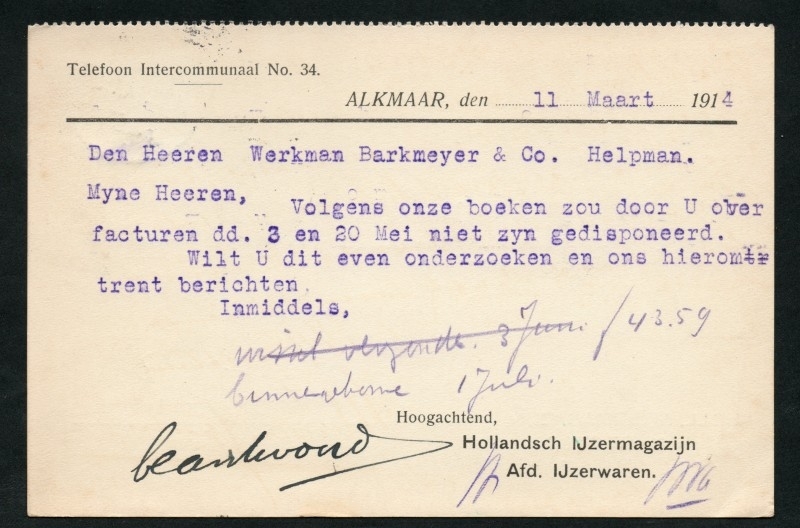 Telefoon Intercommunaal No. 34.
ALKMAAR, den 11 Maart 1914
Den Heeren Werkman Barkmeyer & Co. Helpman.
Myne Heeren,
Volgens onze boeken zou door U over
facturen dd. 3 en 20 Mei niet zyn gedisponeerd.
Wilt U dit even onderzoeken en ons hierom
trent berichten.
Inmiddels,
3 Juni / 43.59
1 Juli.
Hoogachtend,
beantwoord
Hollandsch IJzermagazijn
Afd. IJzerwaren.